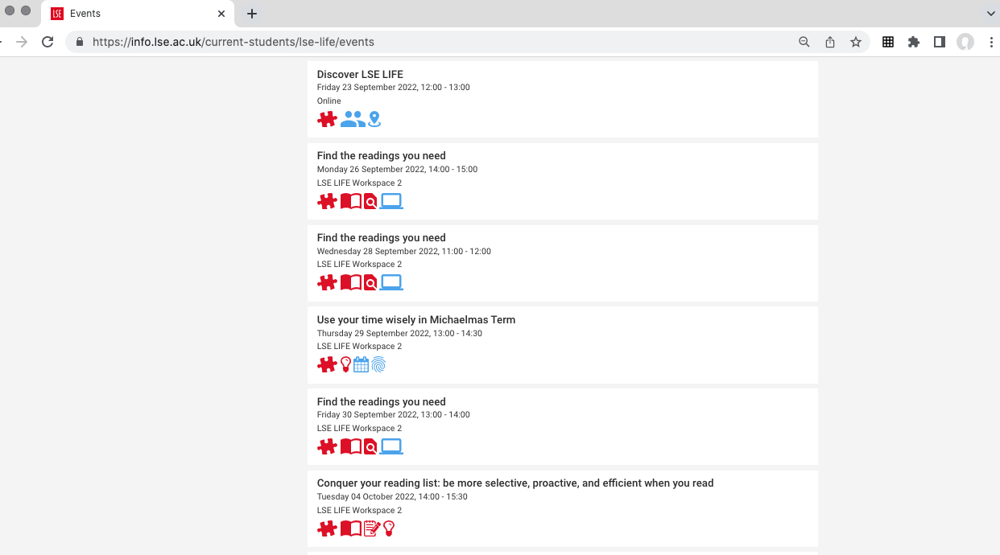 LSE Events
https://info.lse.ac.uk/current-students/lse-life/events
Discover LSE LIFE
Friday 23 September 2022, 12:00 - 13:00
Online
Find the readings you need
Monday 26 September 2022, 14:00 - 15:00
LSE LIFE Workspace 2
Find the readings you need
Wednesday 28 September 2022, 11:00 - 12:00
LSE LIFE Workspace 2
Use your time wisely in Michaelmas Term
Thursday 29 September 2022, 13:00 - 14:30
LSE LIFE Workspace 2
Find the readings you need
Friday 30 September 2022, 13:00 - 14:00
LSE LIFE Workspace 2
Conquer your reading list: be more selective, proactive, and efficient when you read
Tuesday 04 October 2022, 14:00 - 15:30
LSE LIFE Workspace 2